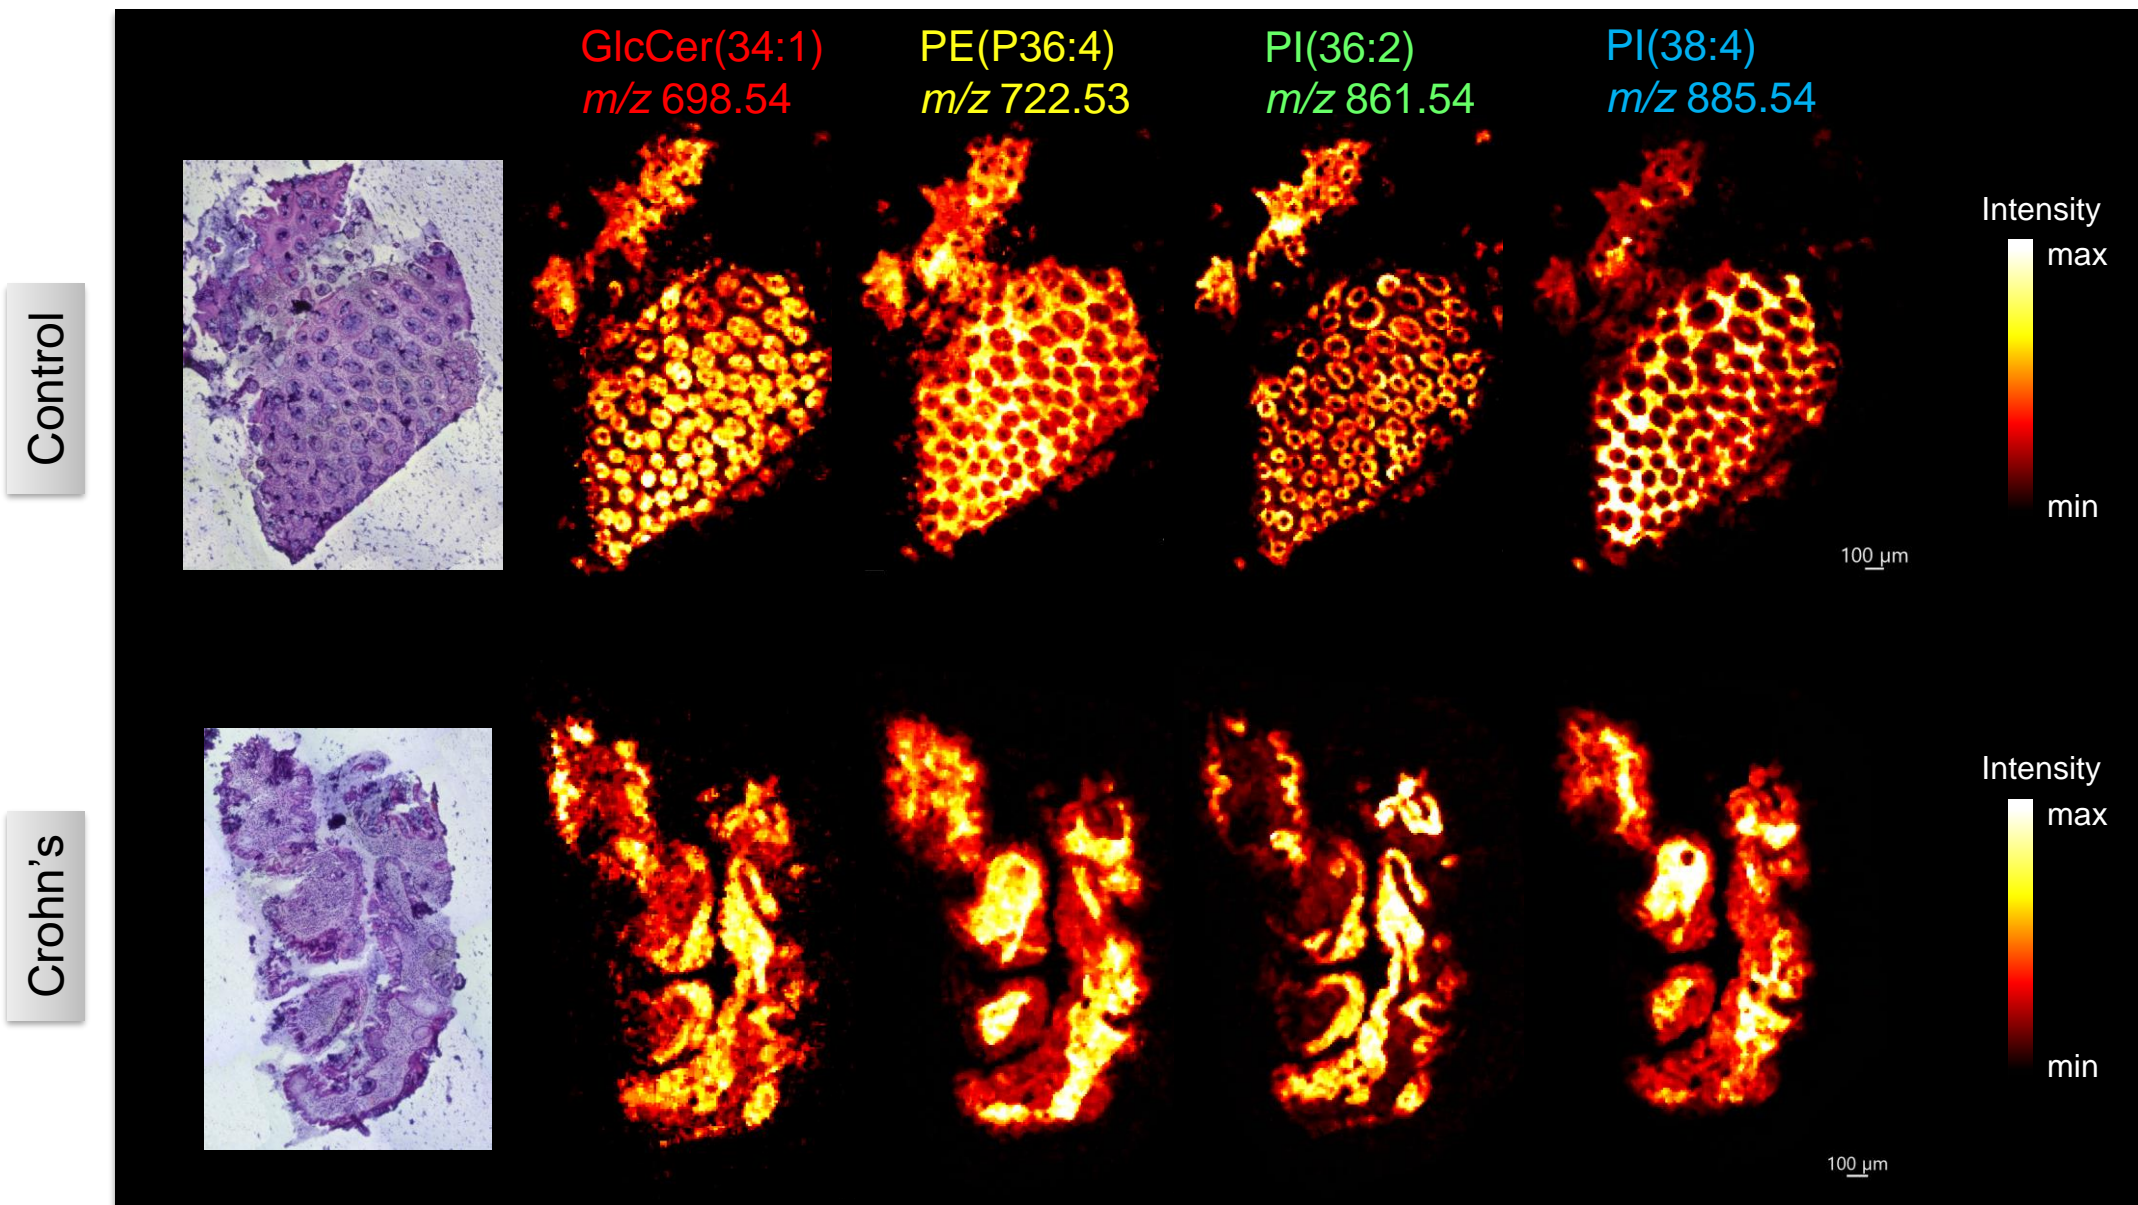 GlcCer(34:1)
m/z 698.54
PE(P36:4)
m/z 722.53
PI(36:2)
m/z 861.54
PI(38:4)
m/z 885.54
Control
Intensity
max
min
100 µm
Crohn's
Intensity
max
min
100 µm